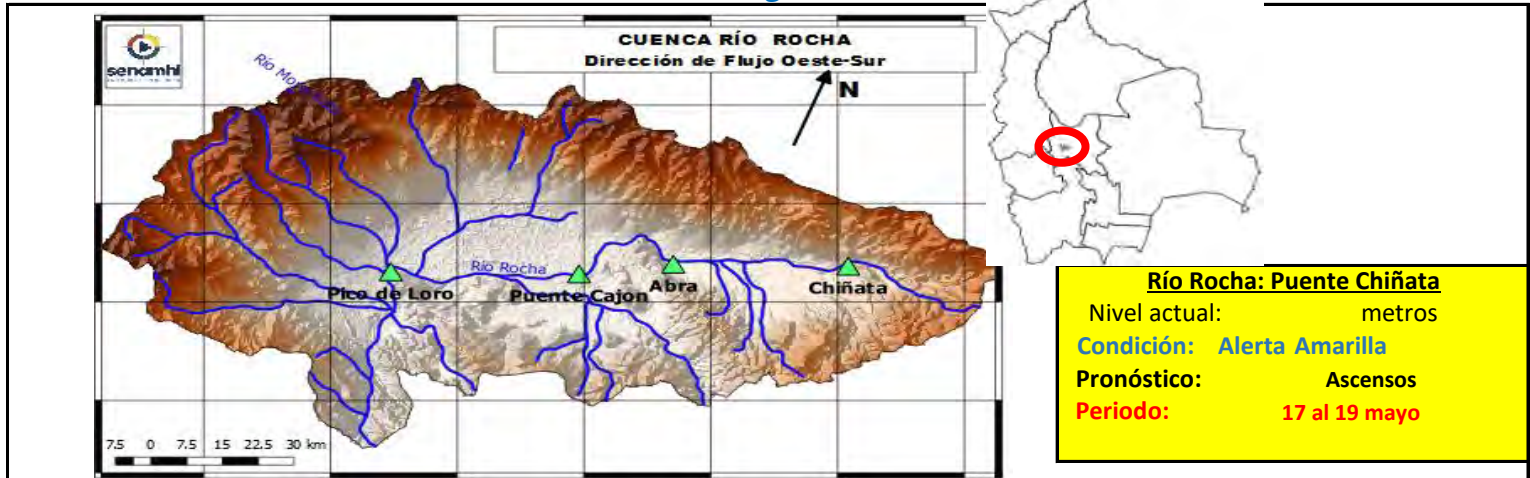 senamhi
CUENCA RÍO ROCHA
Dirección de Flujo Oeste-Sur
N
Río Rocha
Pico de Loro
Puente Cajon
Abra
Chiñata
7.5 0 7.5 15 22.5 30 km
Río Rocha: Puente Chiñata
Nivel actual: metros
Condición: Alerta Amarilla
Pronóstico: Ascensos
Periodo: 17 al 19 mayo